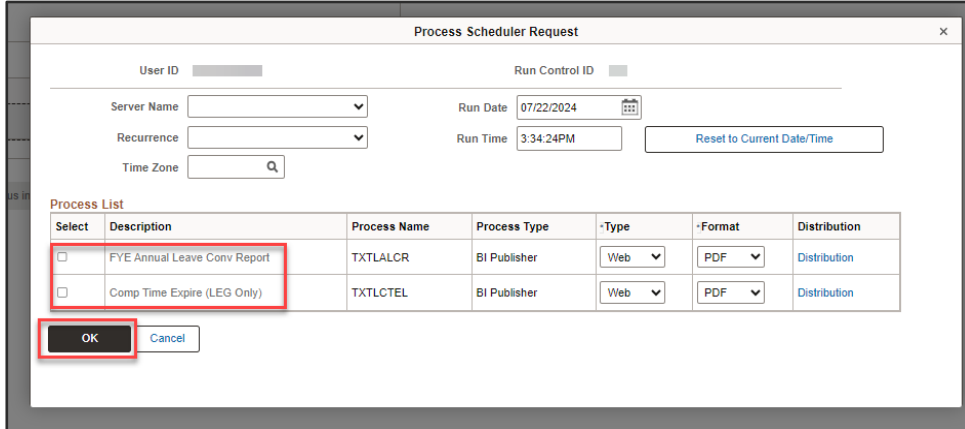 Process Scheduler Request ×
User ID Run Control ID
Server Name Run Date 07/22/2024
Recurrence Run Time 3:34:24PM Reset to Current Date/Time
Time Zone
us in
Process List
Select Description Process Name Process Type *Type *Format Distribution
FYE Annual Leave Conv Report TXTLALCR BI Publisher Web PDF Distribution
Comp Time Expire (LEG Only) TXTLCTEL BI Publisher Web PDF Distribution
OK Cancel